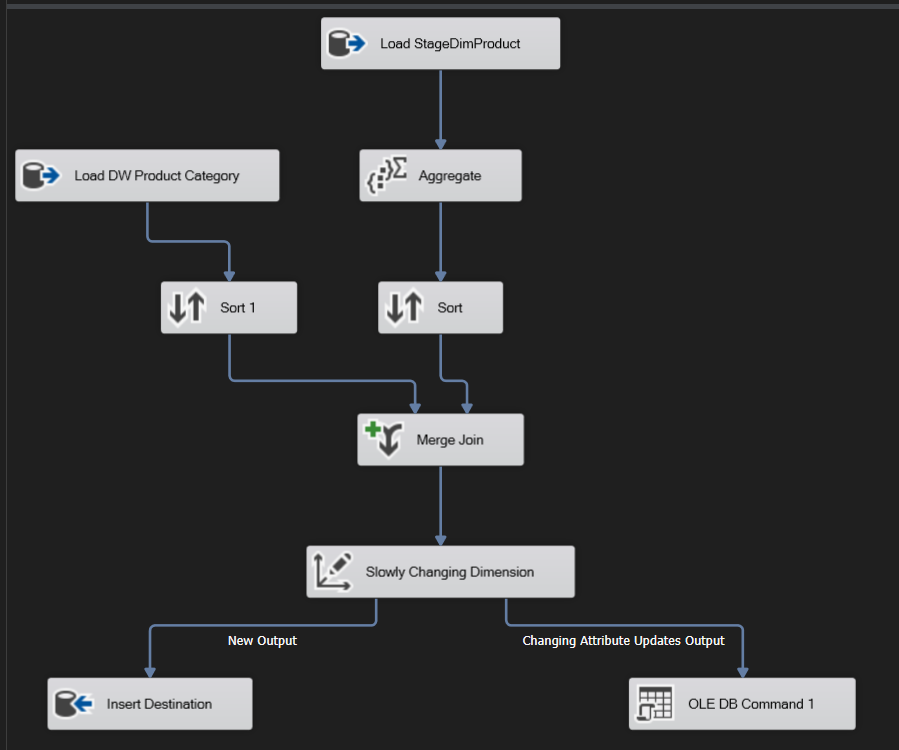 Load StageDimProduct
Load DW Product Category
Aggregate
Sort 1
Sort
Merge Join
Slowly Changing Dimension
New Output
Changing Attribute Updates Output
Insert Destination
OLE DB Command 1